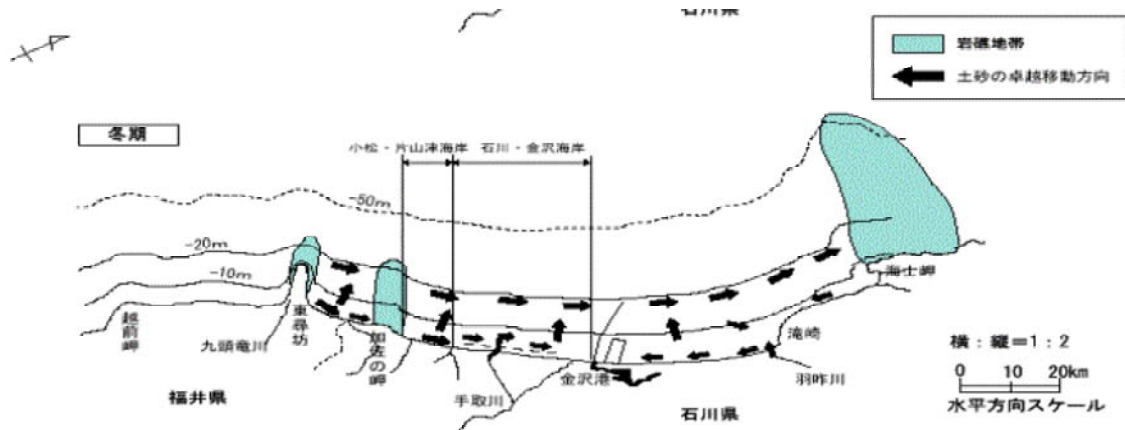 石川県
岩礁地帯
土砂の卓越移動方向
冬期
小松・片山津海岸
石川・金沢海岸
-50m
-20m
-10m
越前岬
九頭竜川
東尋坊
加佐の岬
手取川
金沢港
滝崎
海士岬
羽咋川
福井県
石川県
横：縦＝1：2
0 10 20km
水平方向スケール